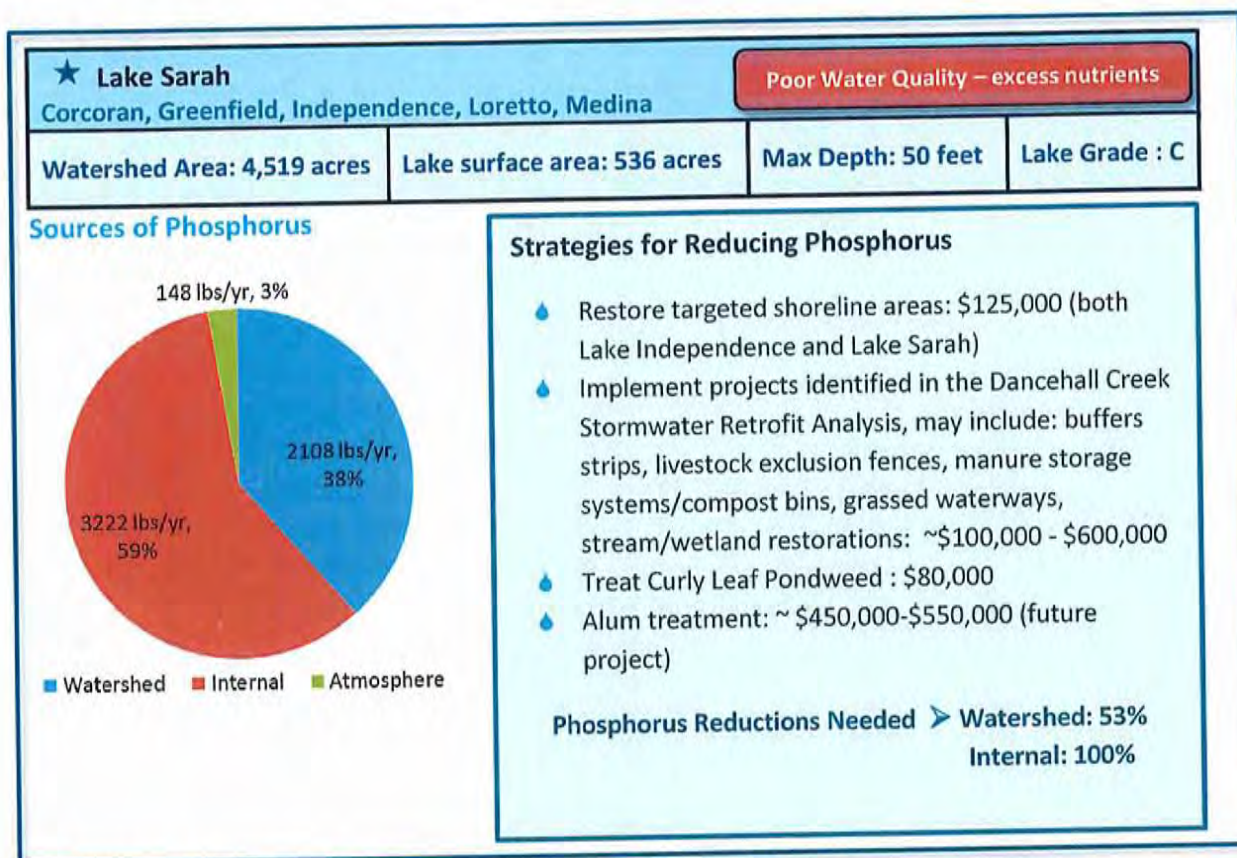 Lake Sarah
Poor Water Quality – excess nutrients
Corcoran, Greenfield, Independence, Loretto, Medina
Watershed Area: 4,519 acres
Lake surface area: 536 acres
Max Depth: 50 feet
Lake Grade : C
Sources of Phosphorus
148 lbs/yr, 3%
2108 lbs/yr,
38%
3222 lbs/yr,
59%
Watershed Internal Atmosphere
Strategies for Reducing Phosphorus
Restore targeted shoreline areas: $125,000 (both
Lake Independence and Lake Sarah)
Implement projects identified in the Dancehall Creek
Stormwater Retrofit Analysis, may include: buffers
strips, livestock exclusion fences, manure storage
systems/compost bins, grassed waterways,
stream/wetland restorations: ~$100,000 - $600,000
Treat Curly Leaf Pondweed : $80,000
Alum treatment: ~ $450,000-$550,000 (future
project)
Phosphorus Reductions Needed ➢ Watershed: 53%
Internal: 100%